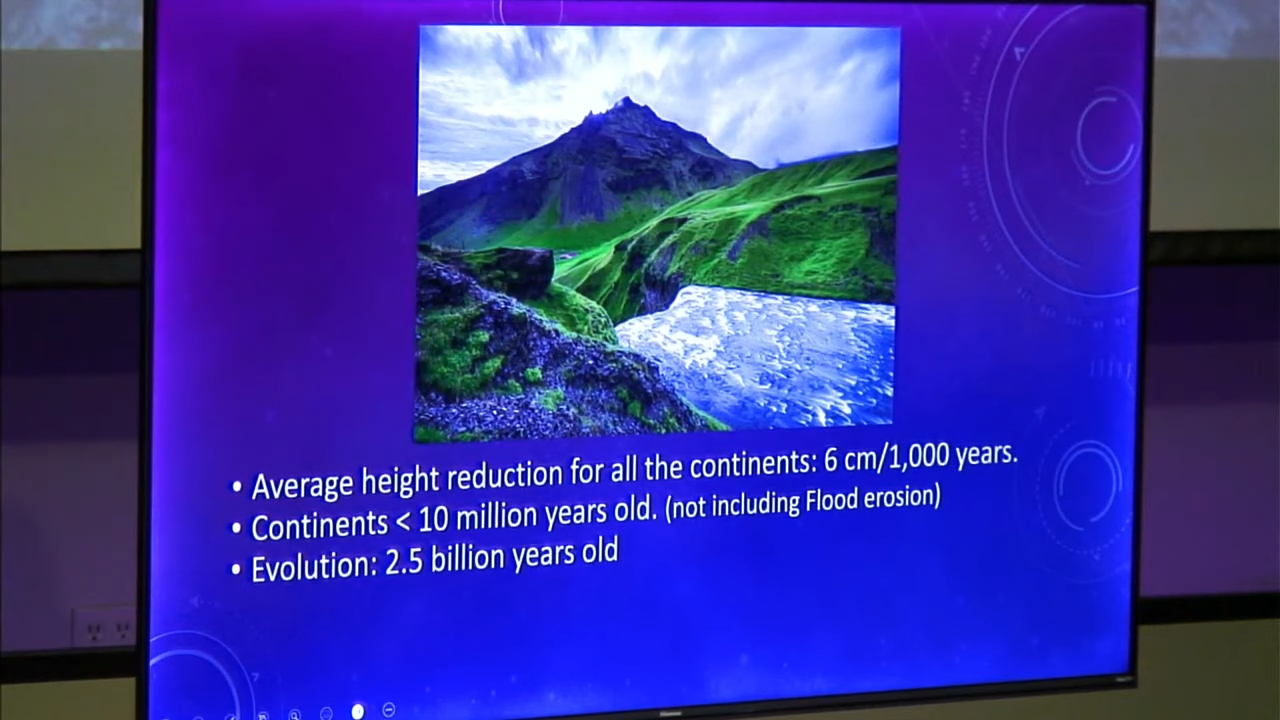 • Average height reduction for all the continents: 6 cm/1,000 years.
• Continents < 10 million years old. (not including Flood erosion)
• Evolution: 2.5 billion years old